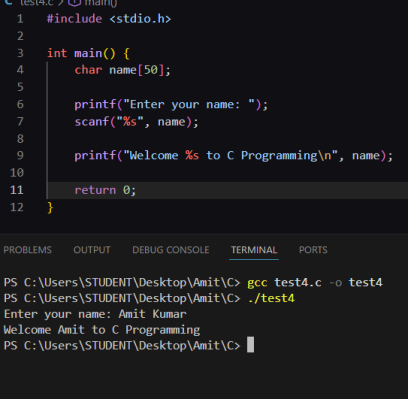 C test4.c > main()
1 #include <stdio.h>
2
3 int main() {
4     char name[50];
5
6     printf("Enter your name: ");
7     scanf("%s", name);
8
9     printf("Welcome %s to C Programming\n", name);
10
11     return 0;
12 }
PROBLEMS OUTPUT DEBUG CONSOLE TERMINAL PORTS
PS C:\Users\STUDENT\Desktop\Amit\C> gcc test4.c -o test4
PS C:\Users\STUDENT\Desktop\Amit\C> ./test4
Enter your name: Amit Kumar
Welcome Amit to C Programming
PS C:\Users\STUDENT\Desktop\Amit\C>